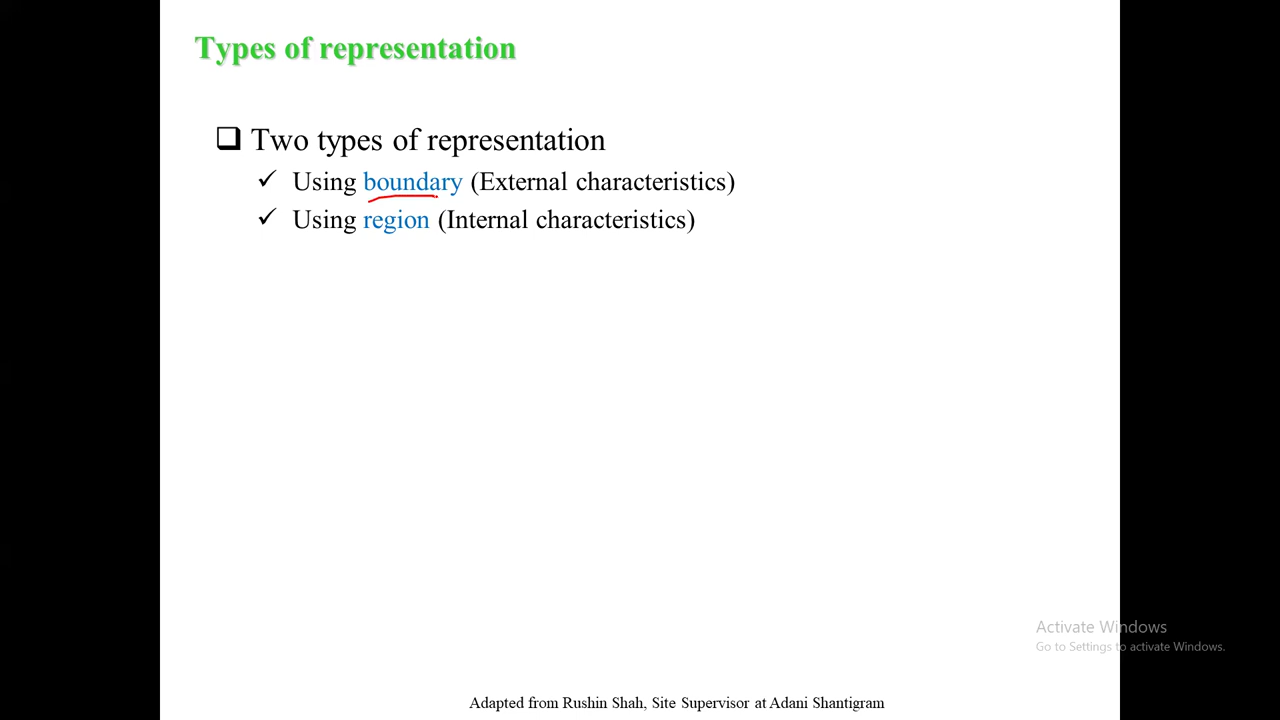 Types of representation
Two types of representation
Using boundary (External characteristics)
Using region (Internal characteristics)
Activate Windows
Go to Settings to activate Windows.
Adapted from Rushin Shah, Site Supervisor at Adani Shantigram